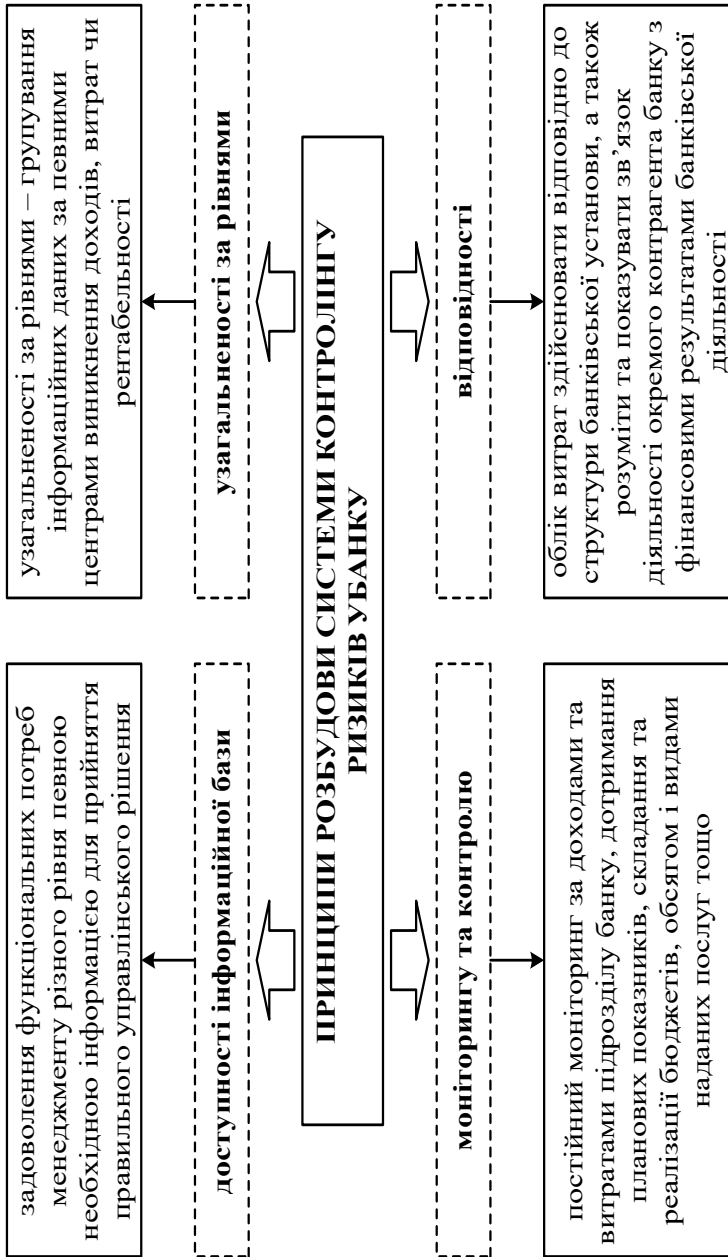 задоволення функціональних потреб
менеджменту різного рівня певною
необхідною інформацією для прийняття
правильного управлінського рішення
узагальненості за рівнями – групування
інформаційних даних за певними
центрами виникнення доходів, витрат чи
рентабельності
доступності інформаційної бази
узагальненості за рівнями
ПРИНЦИПИ РОЗБУДОВИ СИСТЕМИ КОНТРОЛІНГУ
РИЗИКІВ УБАНКУ
моніторингу та контролю
відповідності
постійний моніторинг за доходами та
витратами підрозділу банку, дотримання
планових показників, складання та
реалізації бюджетів, обсягом і видами
наданих послуг тощо
облік витрат здійснювати відповідно до
структури банківської установи, а також
розуміти та показувати зв’язок
діяльності окремого контрагента банку з
фінансовими результатами банківської
діяльності